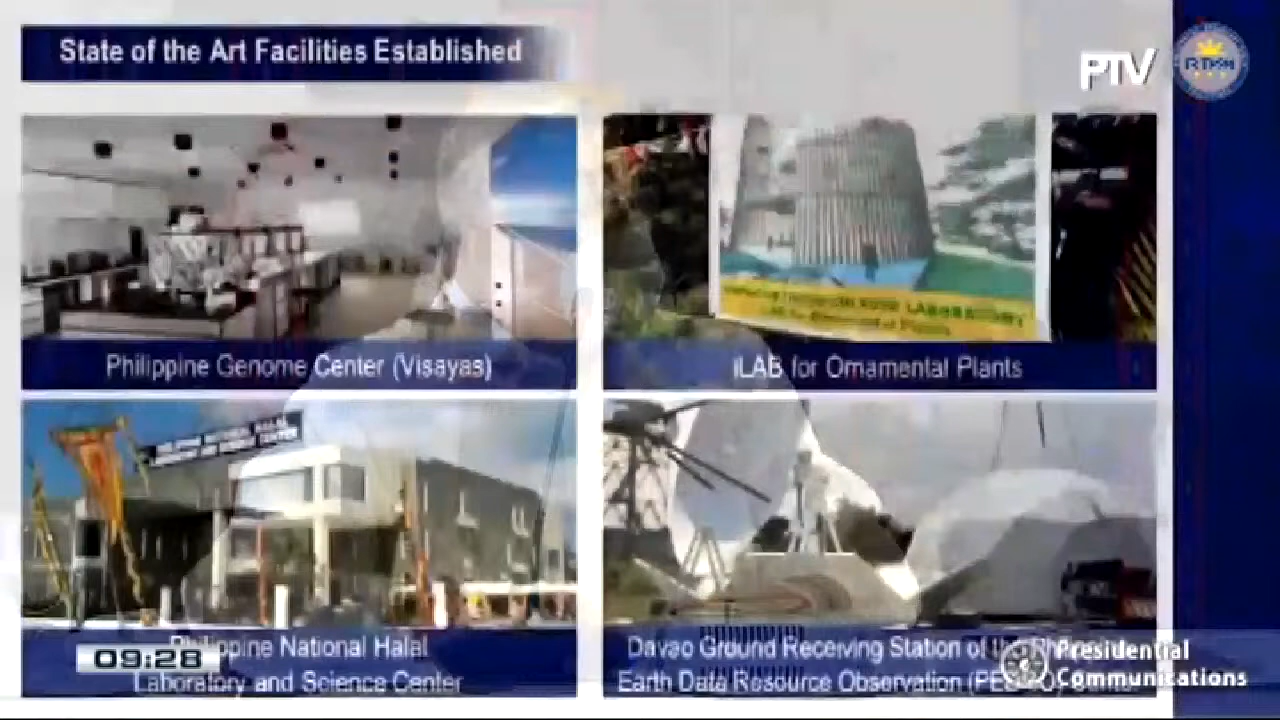 State of the Art Facilities Established
PTV
RTVM
Philippine Genome Center (Visayas)
iLAB for Ornamental Plants
Philippine National Halal
Laboratory and Science Center
Davao Ground Receiving Station of the
Earth Data Resource Observation
09:28
Presidential
Communications